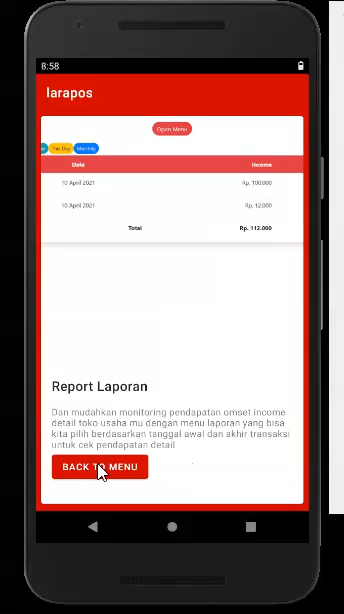 8:58
larapos
Open Menu
This Day Monthly
Date Income
10 April 2021 Rp. 100.000
10 April 2021 Rp. 12.000
Total Rp. 112.000
Report Laporan
Dan mudahkan monitoring pendapatan omset income
detail toko usaha mu dengan menu laporan yang bisa
kita pilih berdasarkan tanggal awal dan akhir transaksi
untuk cek pendapatan detail
BACK TO MENU